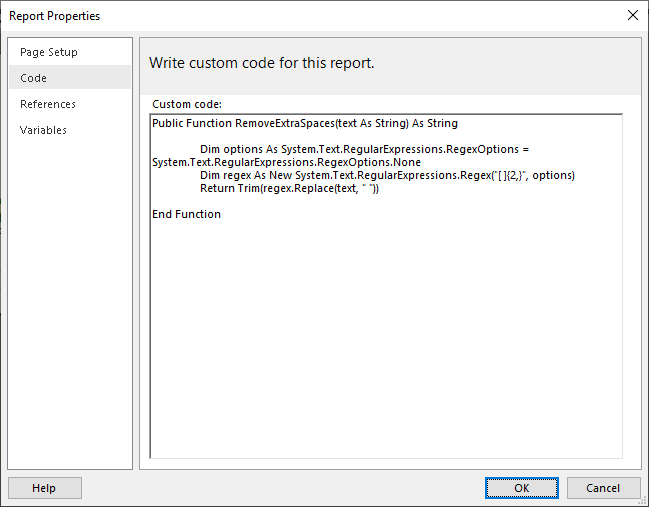 Report Properties
Page Setup
Code
References
Variables
Write custom code for this report.
Custom code:
Public Function RemoveExtraSpaces(text As String) As String
Dim options As System.Text.RegularExpressions.RegexOptions =
System.Text.RegularExpressions.RegexOptions.None
Dim regex As New System.Text.RegularExpressions.Regex("[ ]{2,}", options)
Return Trim(regex.Replace(text, " "))
End Function
Help
OK
Cancel